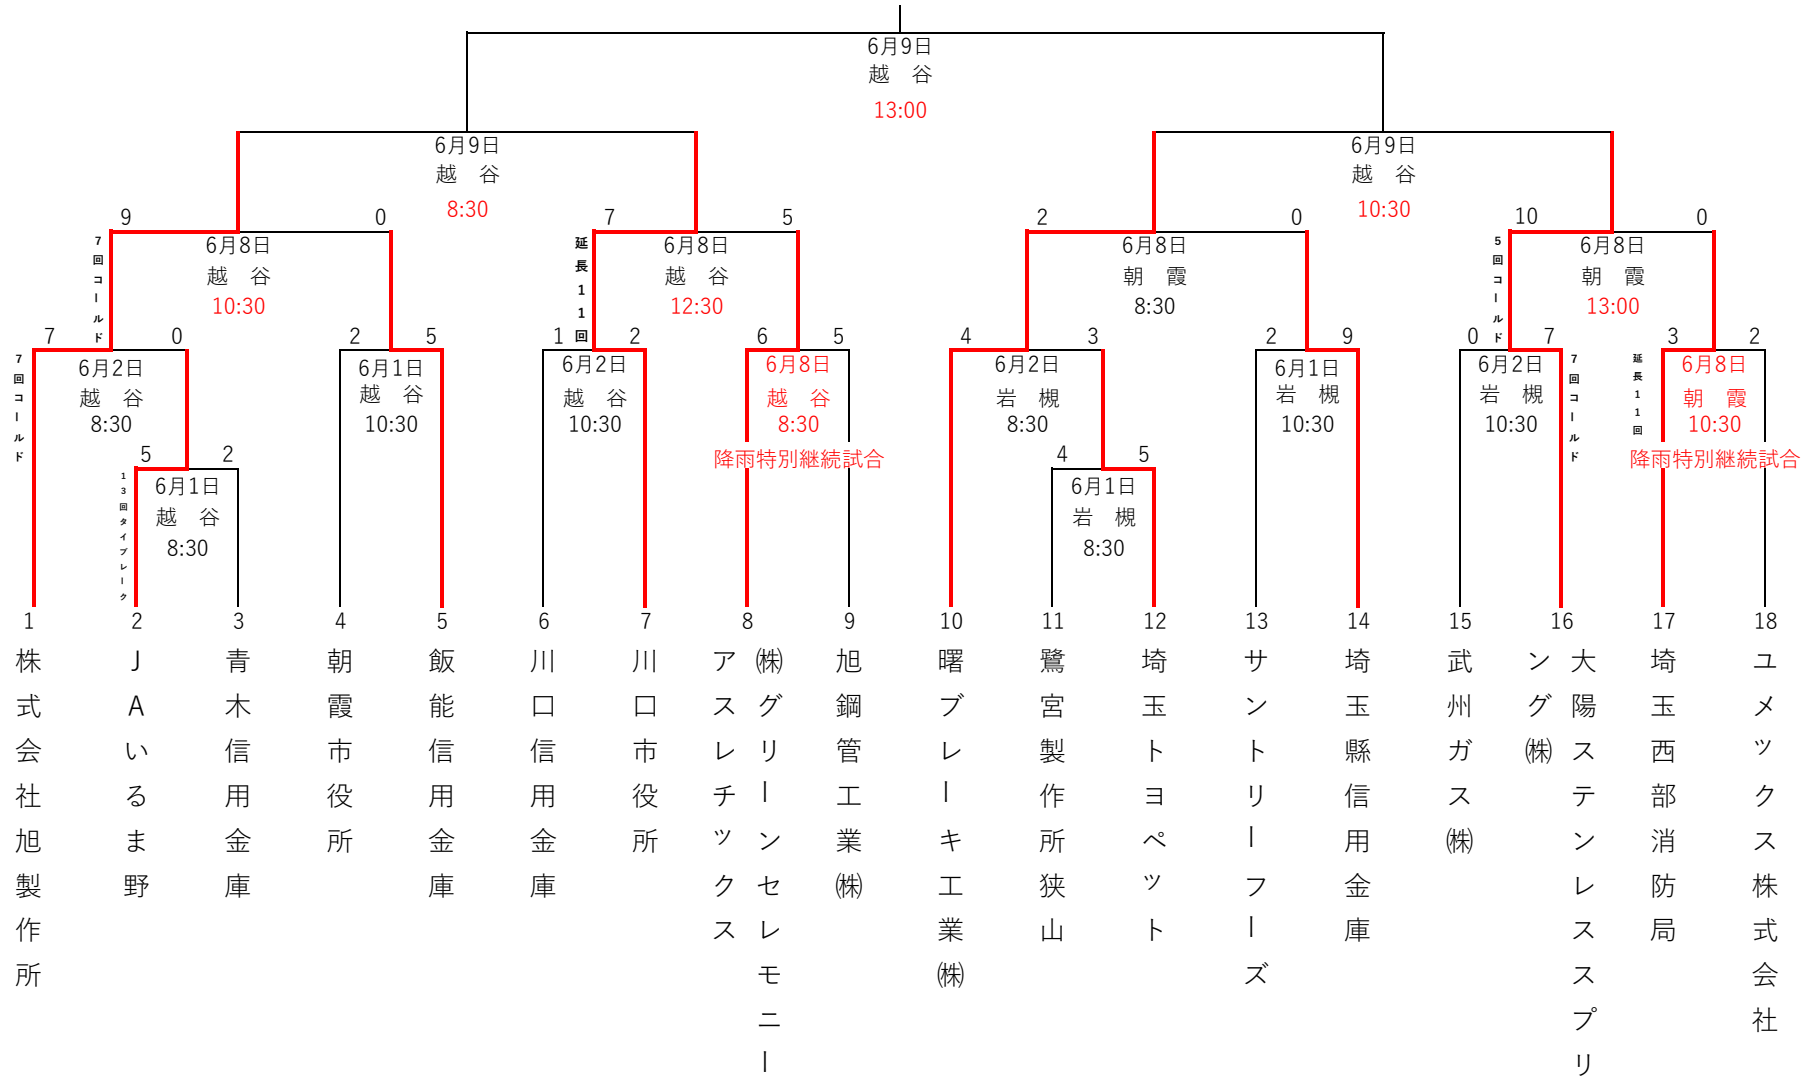 6月9日
越　谷
13:00
6月9日
越　谷
8:30
6月9日
越　谷
10:30
9
0
7
5
2
0
10
0
7回コールド
6月8日
越　谷
10:30
延長11回
6月8日
越　谷
12:30
6月8日
朝　霞
8:30
5回コールド
6月8日
朝　霞
13:00
7
0
2
5
1
2
6
5
4
3
2
9
0
7
3
2
7回コールド
6月2日
越　谷
8:30
6月1日
越　谷
10:30
6月2日
越　谷
10:30
6月8日
越　谷
8:30
降雨特別継続試合
6月2日
岩　槻
8:30
6月1日
岩　槻
10:30
6月2日
岩　槻
10:30
7回コールド
延長11回
6月8日
朝　霞
10:30
降雨特別継続試合
5
2
13回タイブレーク
6月1日
越　谷
8:30
4
5
6月1日
岩　槻
8:30
1
株式会社旭製作所
2
JAいるま野
3
青木信用金庫
4
朝霞市役所
5
飯能信用金庫
6
川口信用金庫
7
川口市役所
8
㈱グリーンセレモニー
アスレチックス
9
旭鋼管工業㈱
10
曙ブレーキ工業㈱
11
鷺宮製作所狭山
12
埼玉トヨペット
13
サントリーフーズ
14
埼玉縣信用金庫
15
武州ガス㈱
16
大陽ステンレススプリ
ング㈱
17
埼玉西部消防局
18
ユメックス株式会社